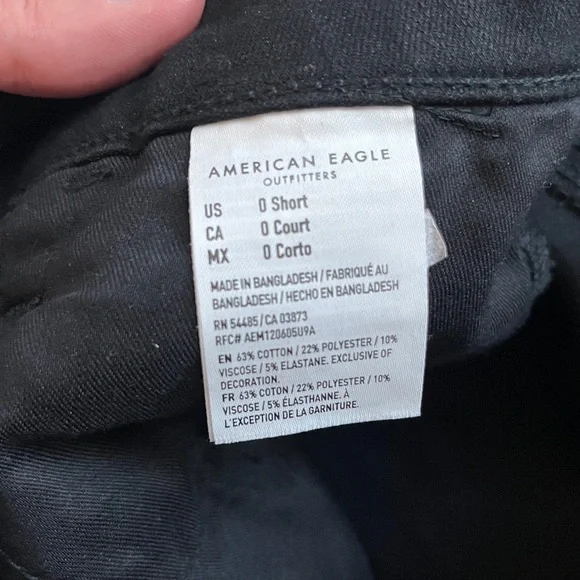 AMERICAN EAGLE
OUTFITTERS
US 0 Short
CA 0 Court
MX 0 Corto
MADE IN BANGLADESH / FABRIQUÉ AU
BANGLADESH / HECHO EN BANGLADESH
RN 54485 / CA 03873
RFC# AEM120605U9A
EN 63% COTTON / 22% POLYESTER / 10%
VISCOSE / 5% ELASTANE. EXCLUSIVE OF
DECORATION.
FR 63% COTON / 22% POLYESTER / 10%
VISCOSE / 5% ÉLASTHANNE. À
L'EXCEPTION DE LA GARNITURE.